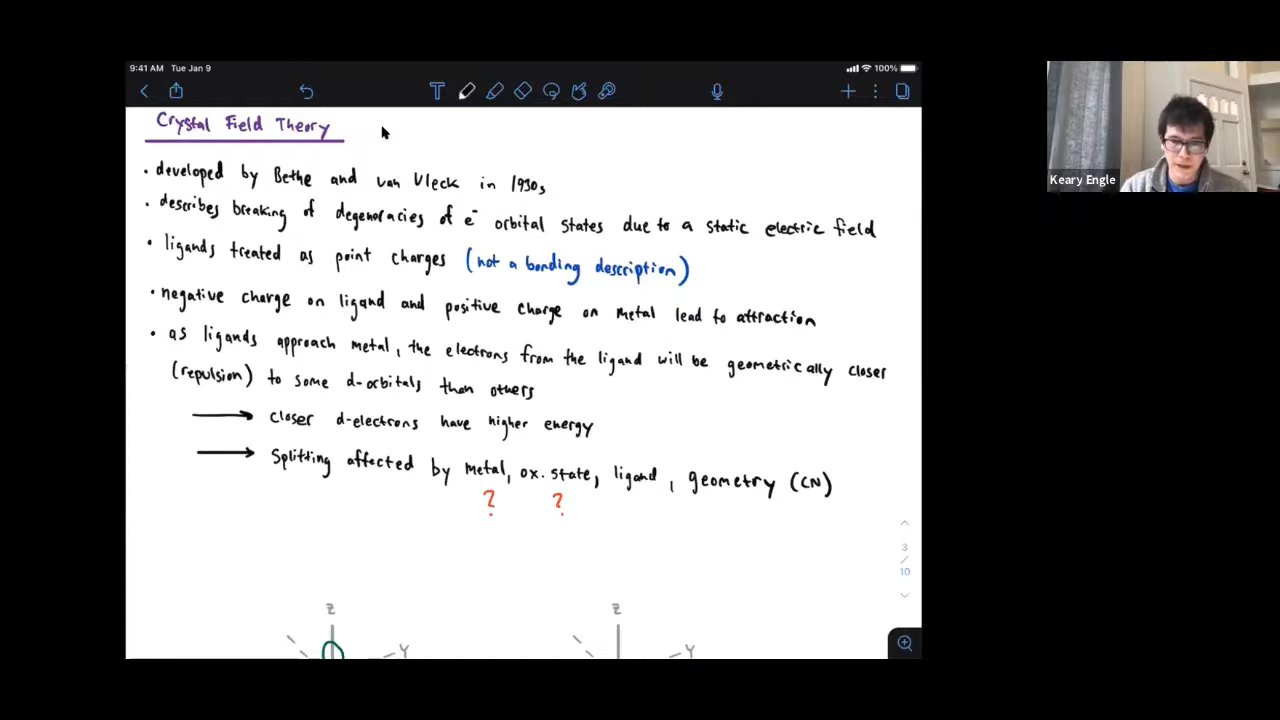 9:41 AM Tue Jan 9
100%
Crystal Field Theory
• developed by Bethe and van Vleck in 1930s
• describes breaking of degeneracies of e⁻ orbital states due to a static electric field
• ligands treated as point charges (not a bonding description)
• negative charge on ligand and positive charge on metal lead to attraction
• as ligands approach metal, the electrons from the ligand will be geometrically closer
(repulsion) to some d-orbitals than others
→ closer d-electrons have higher energy
→ Splitting affected by metal, ox. state, ligand, geometry (CN)
? ?
3
/
10
z z
Y Y
Keary Engle